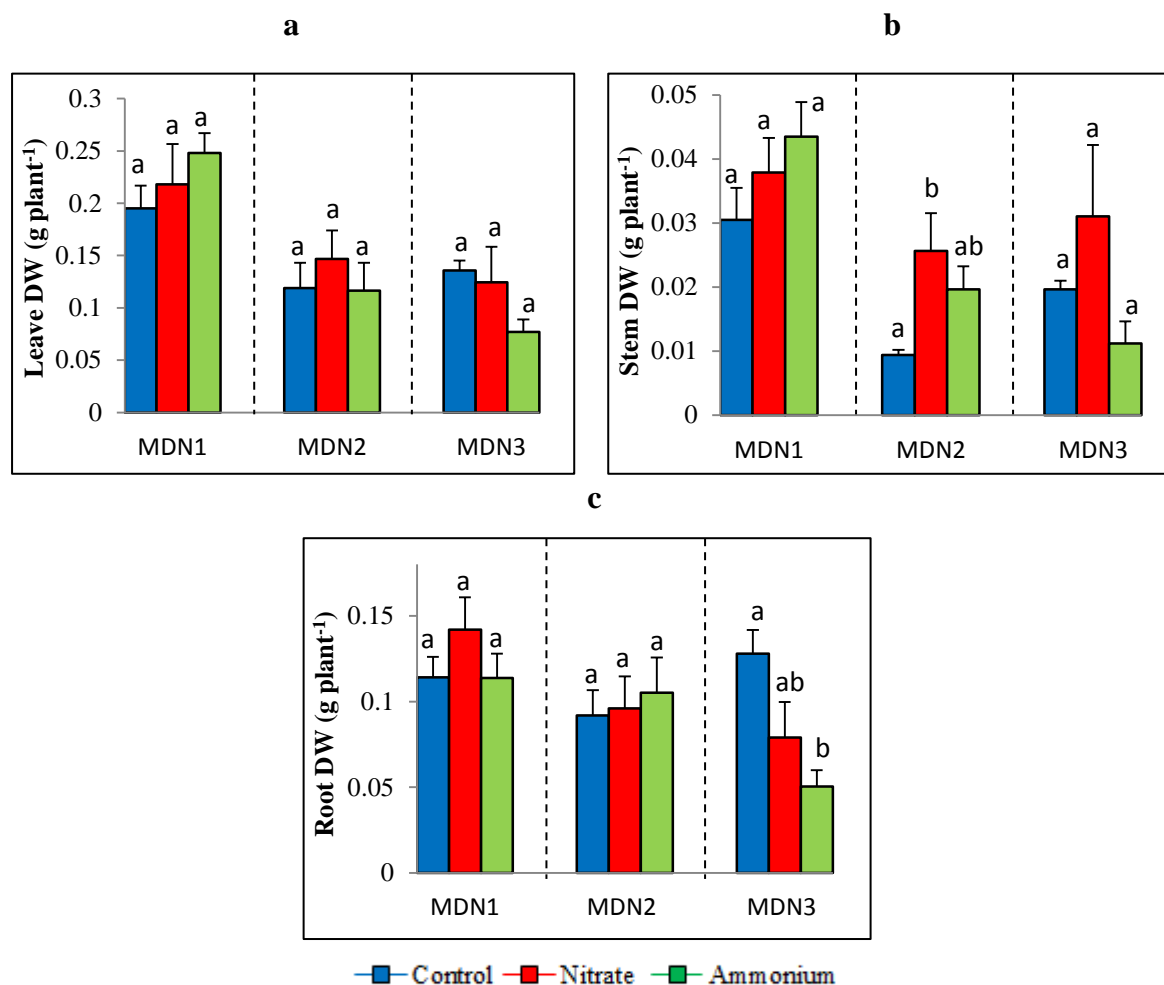 a
Leave DW (g plant-1)
0.3
0.25
0.2
0.15
0.1
0.05
0
a a a
a a a
a a a
MDN1 MDN2 MDN3
b
Stem DW (g plant-1)
0.05
0.04
0.03
0.02
0.01
0
a a a
a b ab
a a a
MDN1 MDN2 MDN3
c
Root DW (g plant-1)
0.15
0.1
0.05
0
a a a
a a a
a ab b
MDN1 MDN2 MDN3
Control Nitrate Ammonium